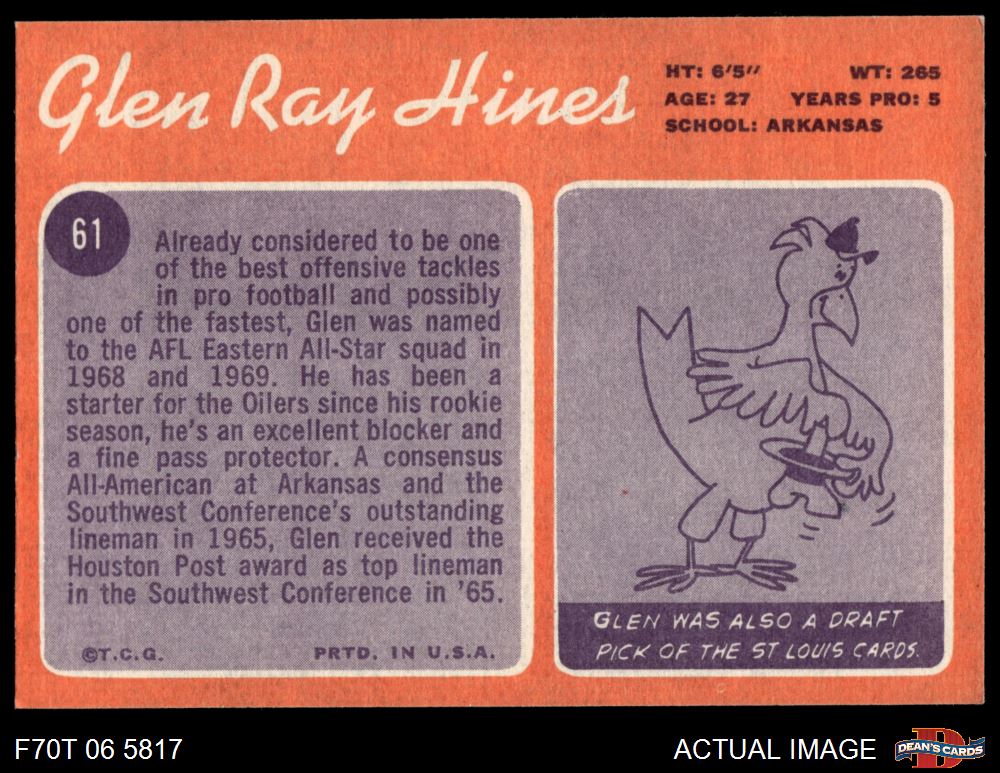 Glen Ray Hines
HT: 6'5" WT: 265
AGE: 27 YEARS PRO: 5
SCHOOL: ARKANSAS
61
Already considered to be one
of the best offensive tackles
in pro football and possibly
one of the fastest, Glen was named
to the AFL Eastern All-Star squad in
1968 and 1969. He has been a
starter for the Oilers since his rookie
season, he's an excellent blocker and
a fine pass protector. A consensus
All-American at Arkansas and the
Southwest Conference's outstanding
lineman in 1965, Glen received the
Houston Post award as top lineman
in the Southwest Conference in '65.
©T.C.G. PRTD. IN U.S.A.
GLEN WAS ALSO A DRAFT
PICK OF THE ST LOUIS CARDS.
F70T 06 5817 ACTUAL IMAGE
D
DEAN'S CARDS